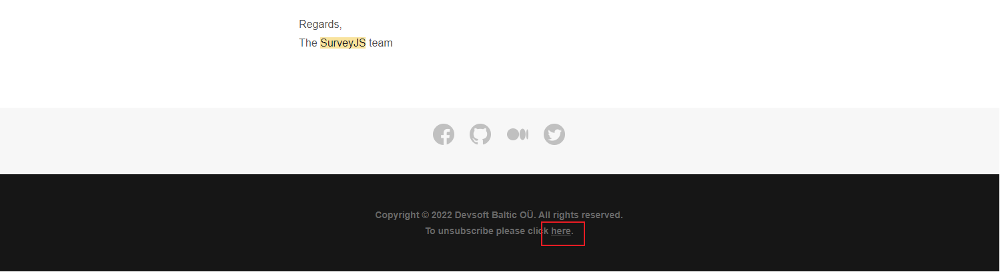 Regards,
The SurveyJS team
Copyright © 2022 Devsoft Baltic OÜ. All rights reserved.
To unsubscribe please click here.